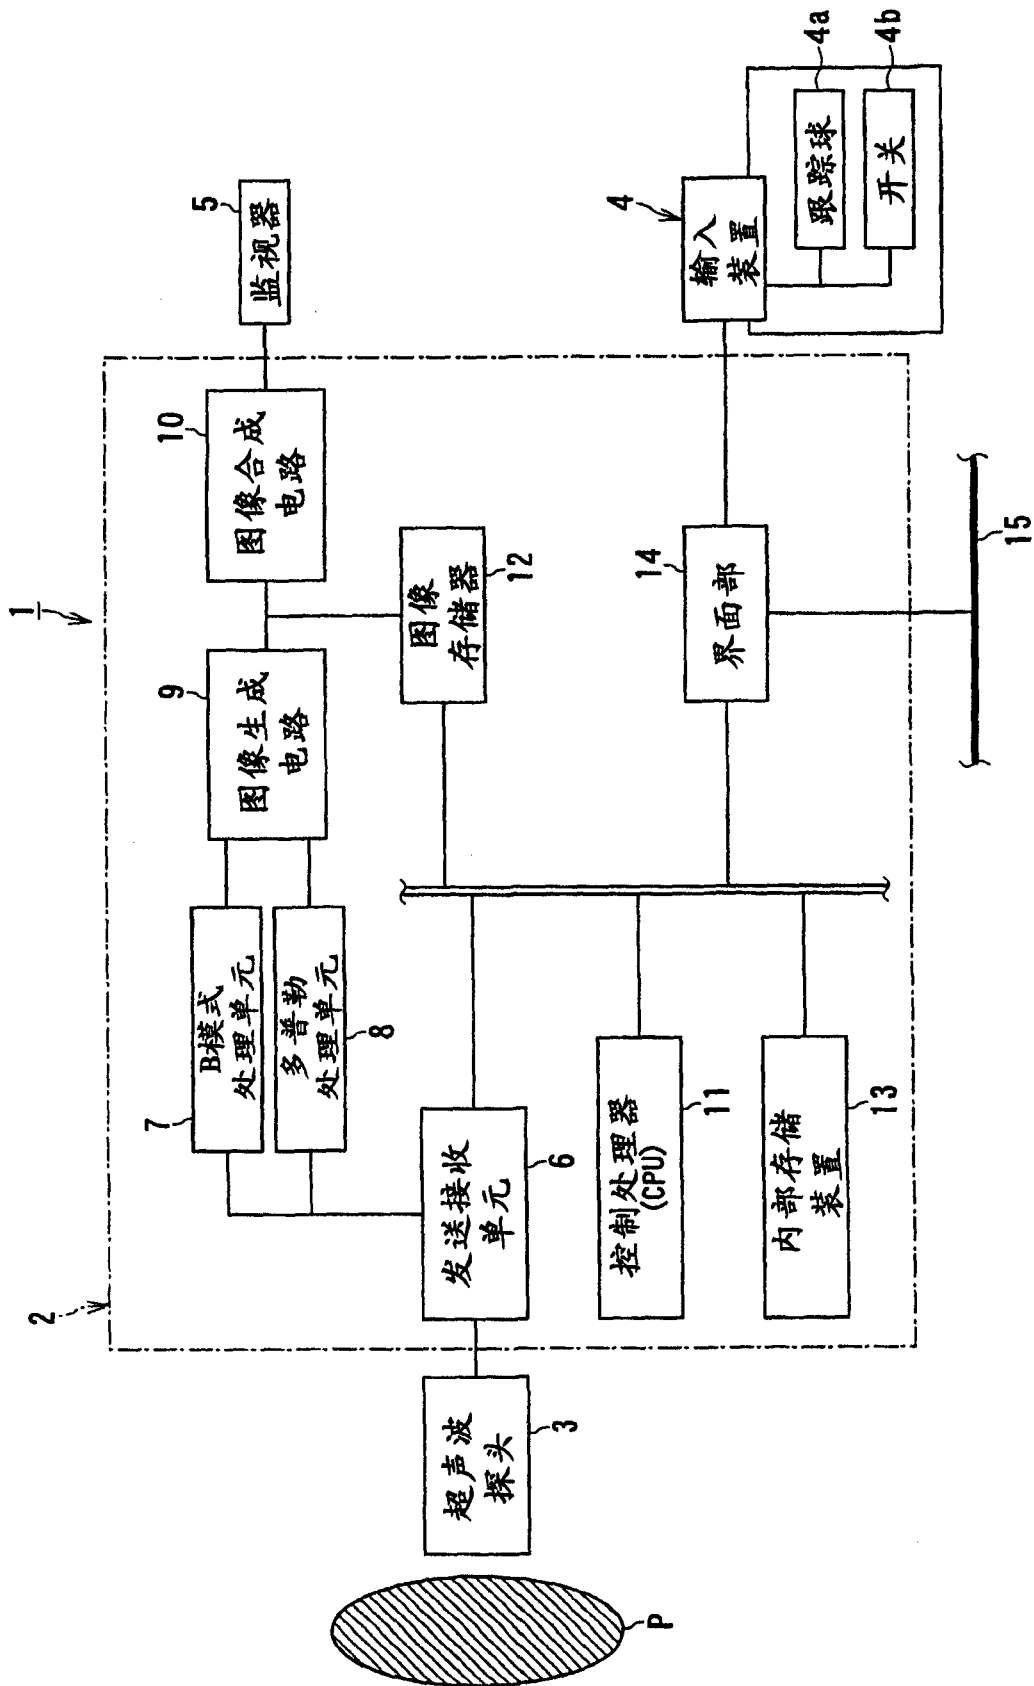 1
2
5
监视器
10
图像合成
电路
9
图像生成
电路
7
B模式
处理单元
多普勒
处理单元
8
图像
存储器
12
4
输入
装置
跟踪球
4a
开关
4b
14
界面部
15
发送接收
单元
6
控制处理器
(CPU)
11
内部存储
装置
13
超声波
探头
3
P